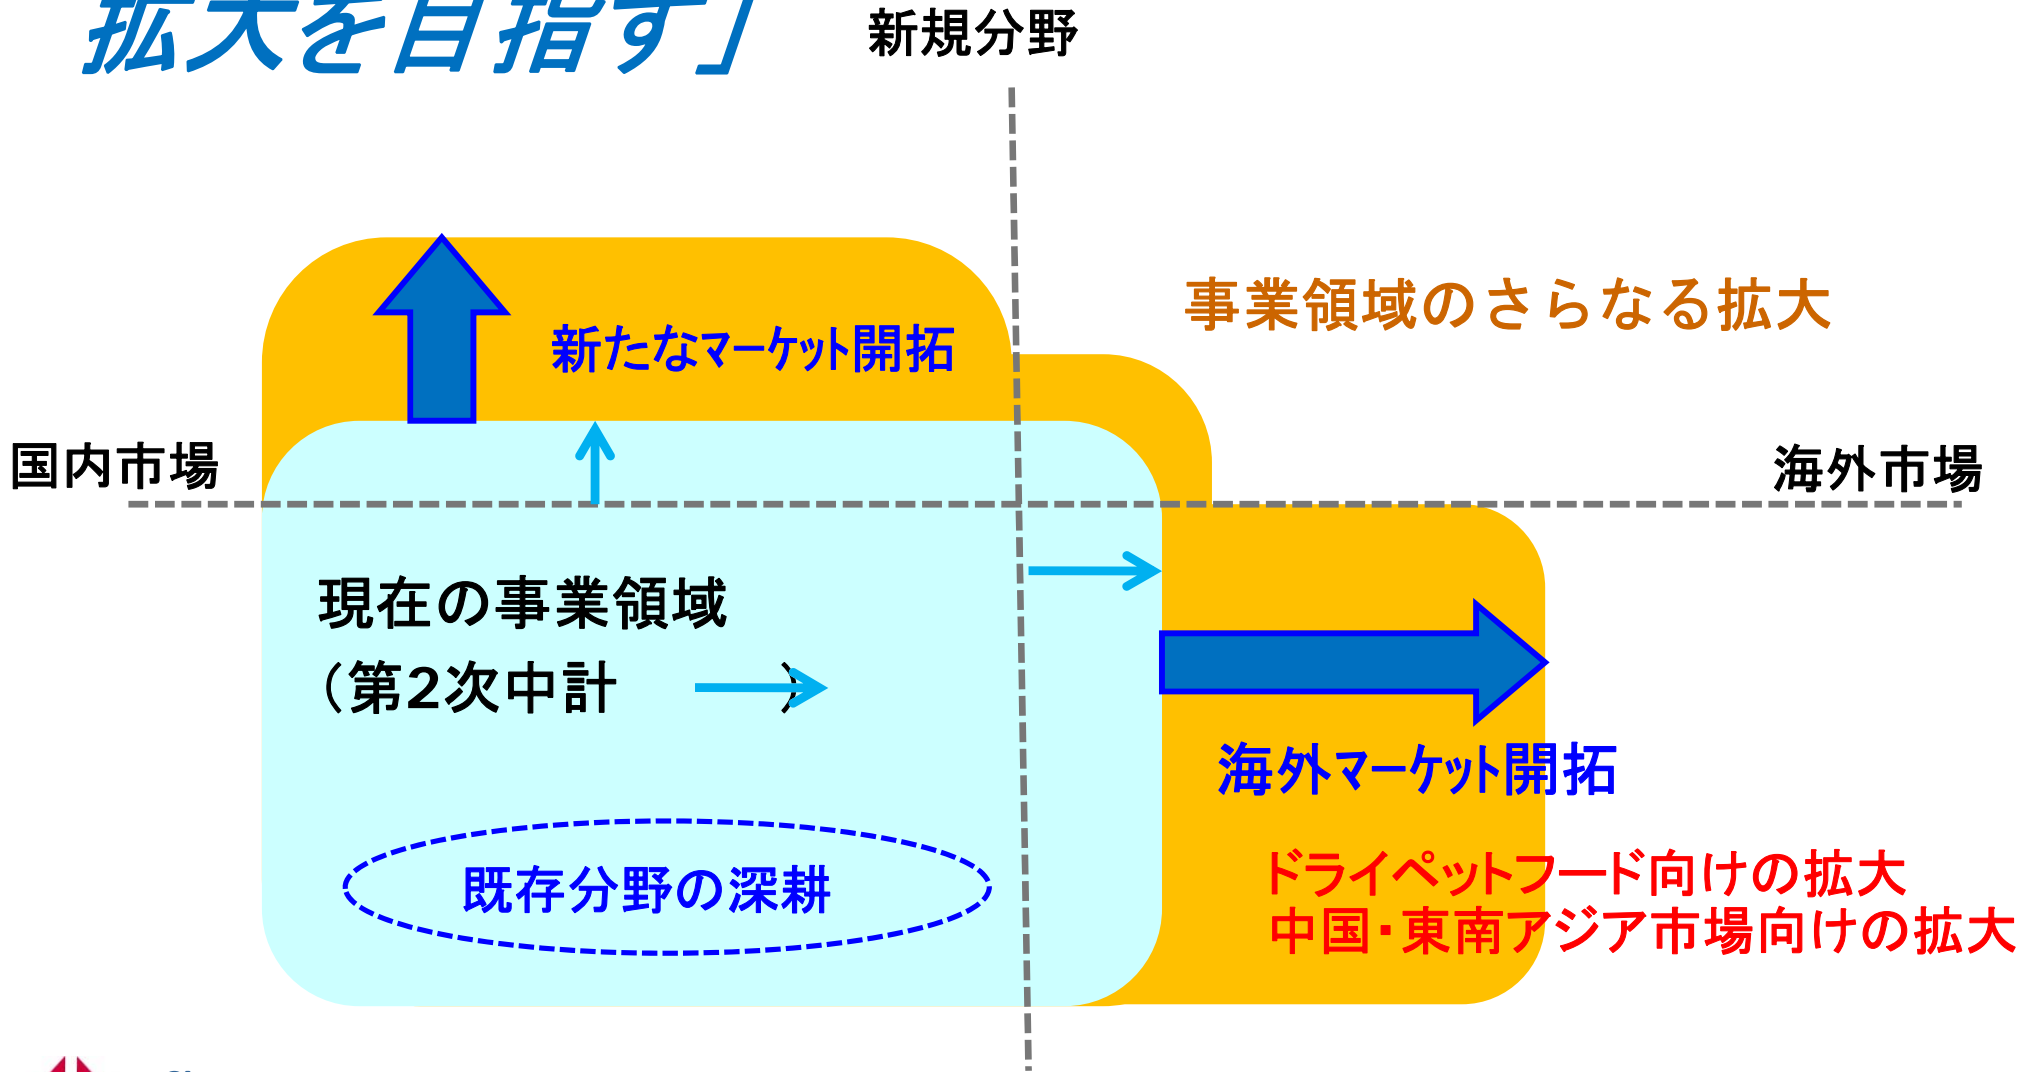 拡大を目指す」
新規分野
事業領域のさらなる拡大
新たなマーケット開拓
国内市場
海外市場
現在の事業領域
（第2次中計　　）
海外マーケット開拓
既存分野の深耕
ドライペットフード向けの拡大
中国・東南アジア市場向けの拡大